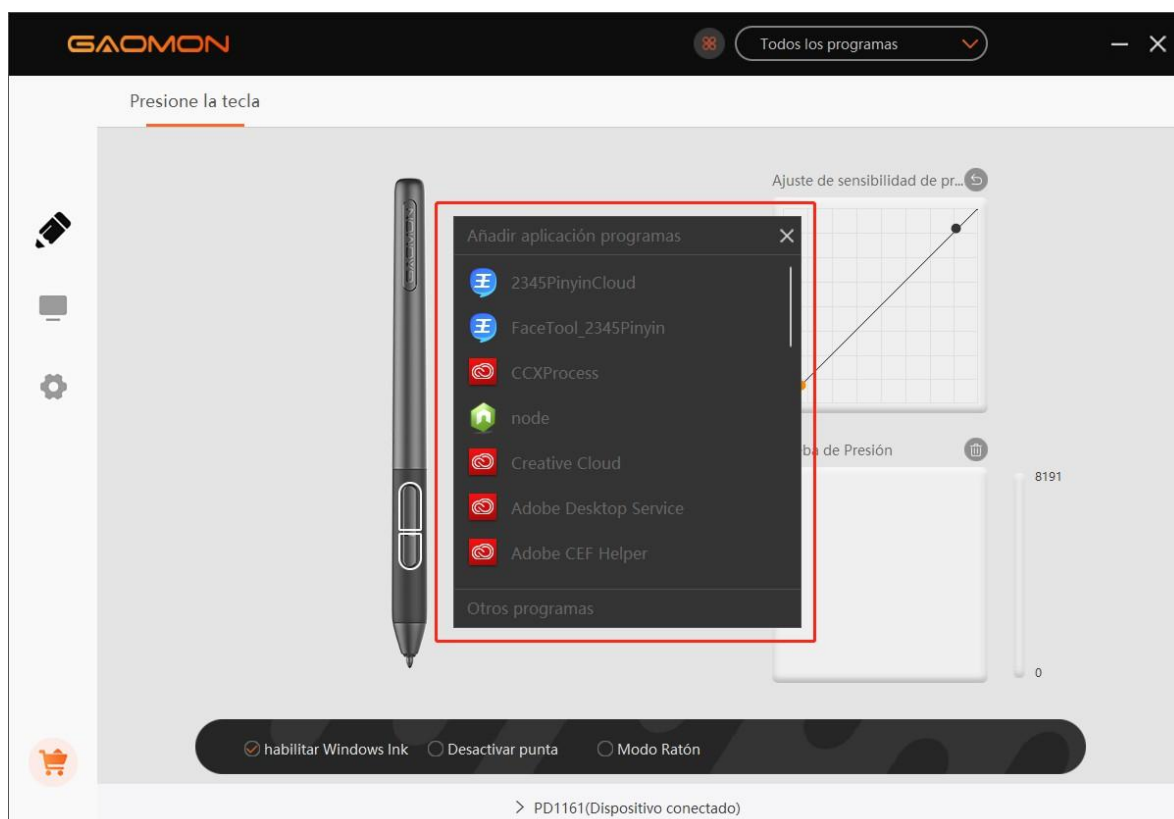 GAOMON
Todos los programas
Presione la tecla
GAOMON
Ajuste de sensibilidad de pr...
Añadir aplicación programas
2345PinyinCloud
FaceTool_2345Pinyin
CCXProcess
node
Creative Cloud
Adobe Desktop Service
Adobe CEF Helper
Otros programas
ba de Presión
8191
0
habilitar Windows Ink
Desactivar punta
Modo Ratón
PD1161(Dispositivo conectado)